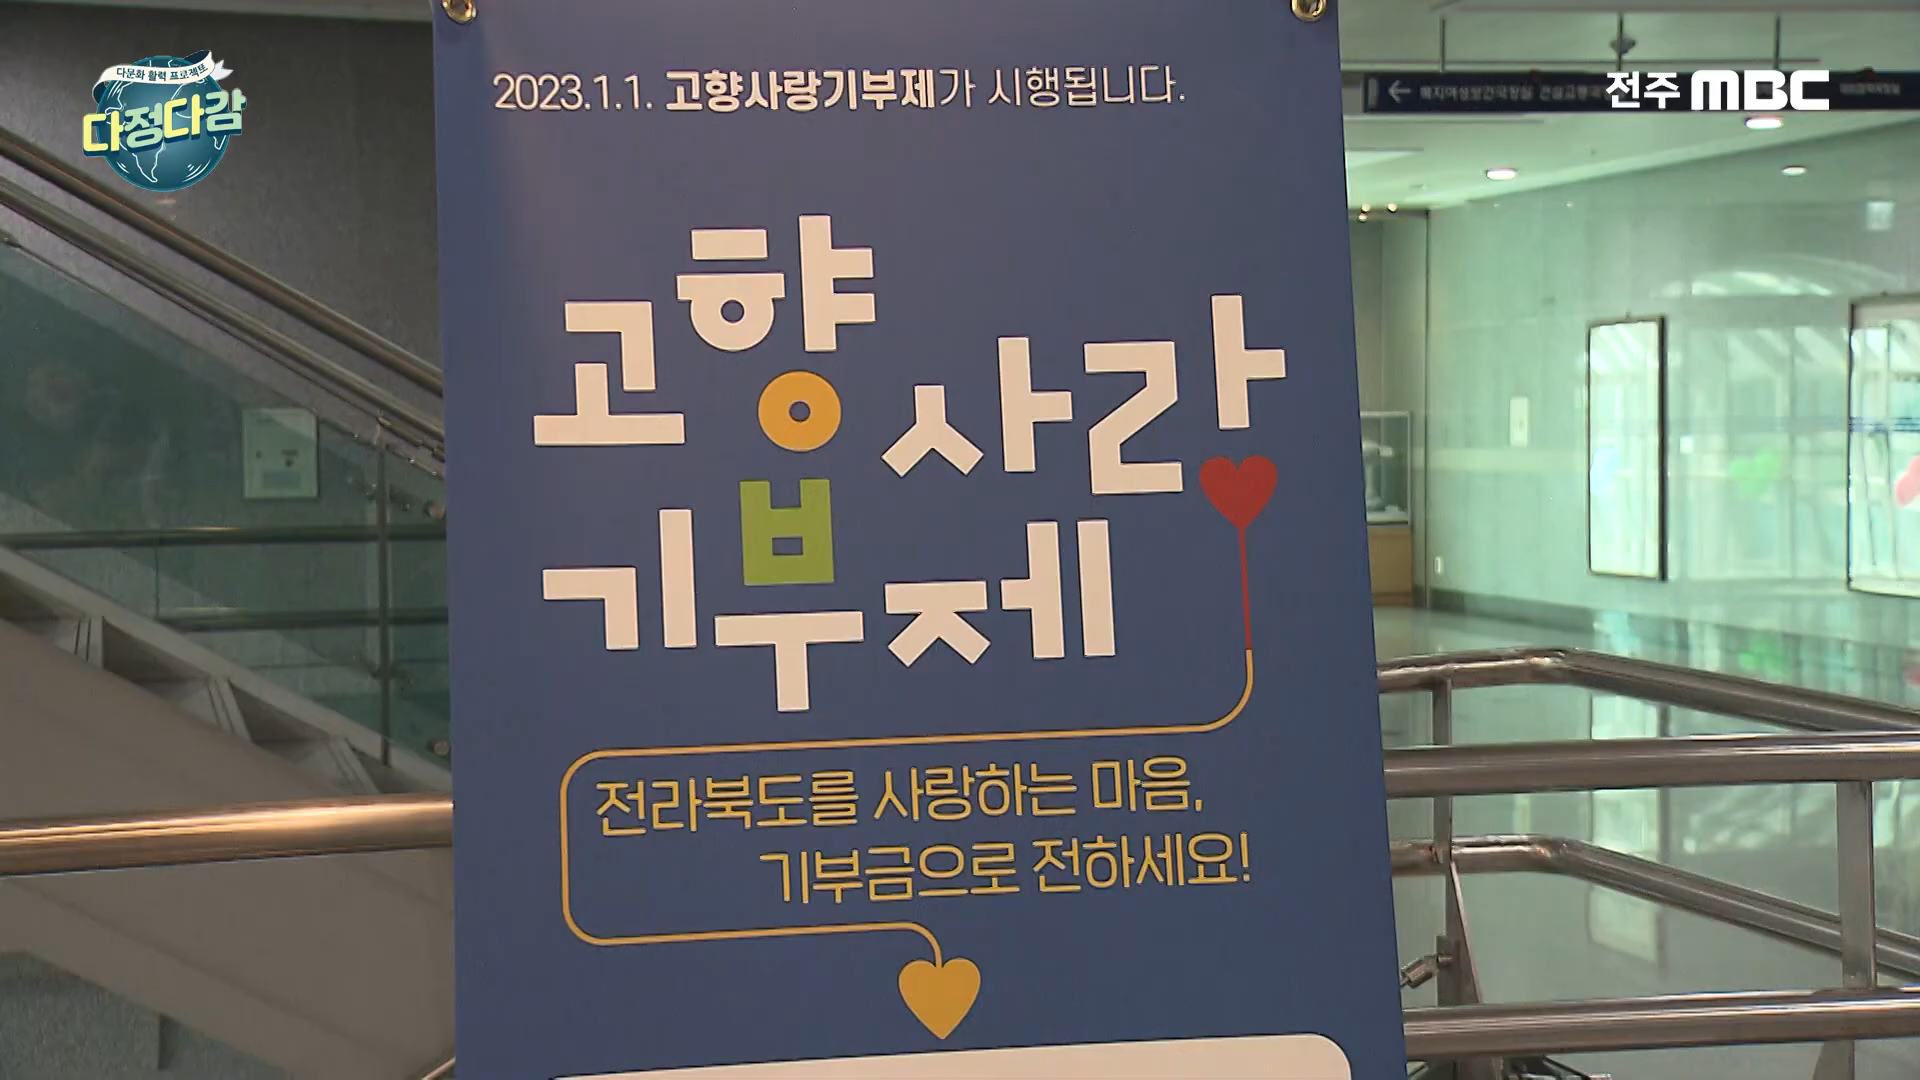 다문화 활력 프로젝트
다정다감
전주 MBC
2023.1.1. 고향사랑기부제가 시행됩니다.
고향사랑
기부제
전라북도를 사랑하는 마음,
기부금으로 전하세요!